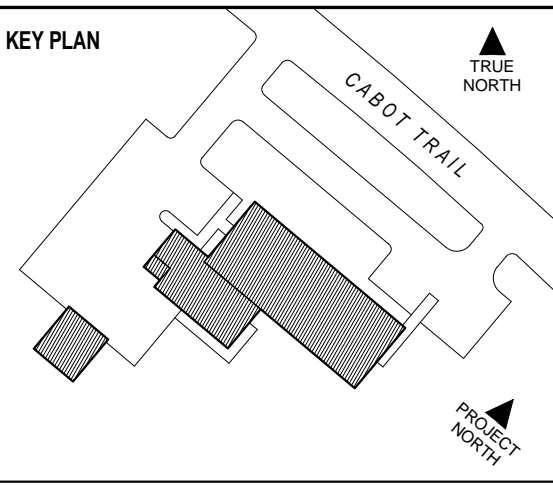 KEY PLAN
TRUE
NORTH
CABOT TRAIL
PROJECT
NORTH